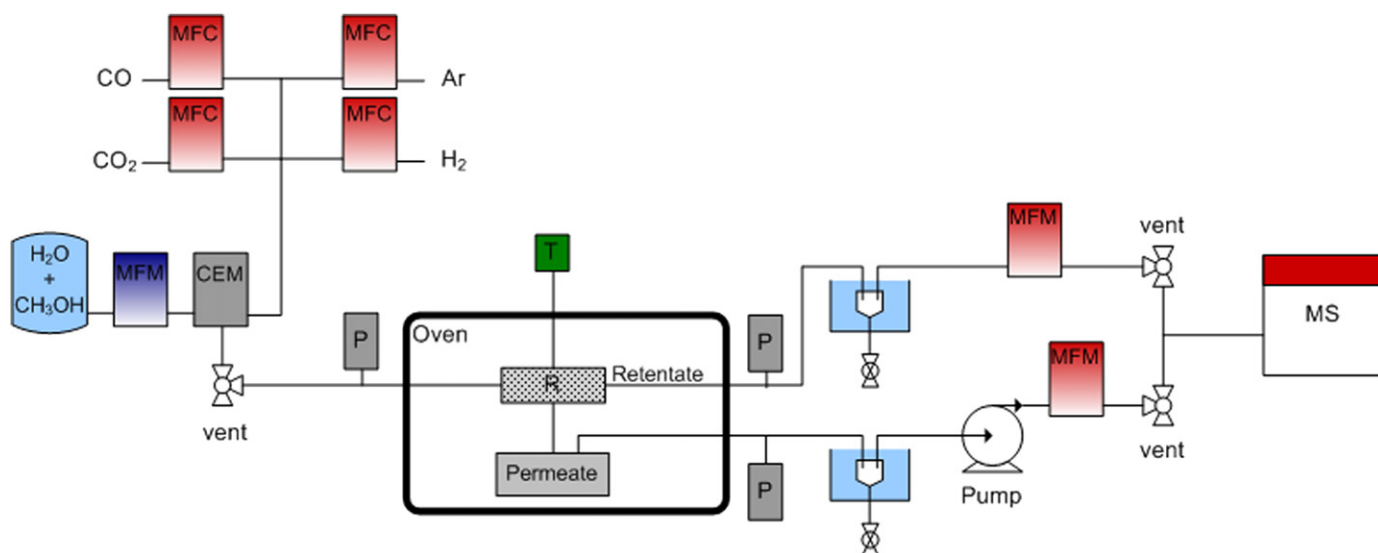 MFC
MFC
CO
Ar
MFC
MFC
CO₂
H₂
H₂O
+
CH₃OH
MFM
CEM
vent
P
T
Oven
R
Retentate
Permeate
P
P
MFM
vent
MS
MFM
vent
Pump